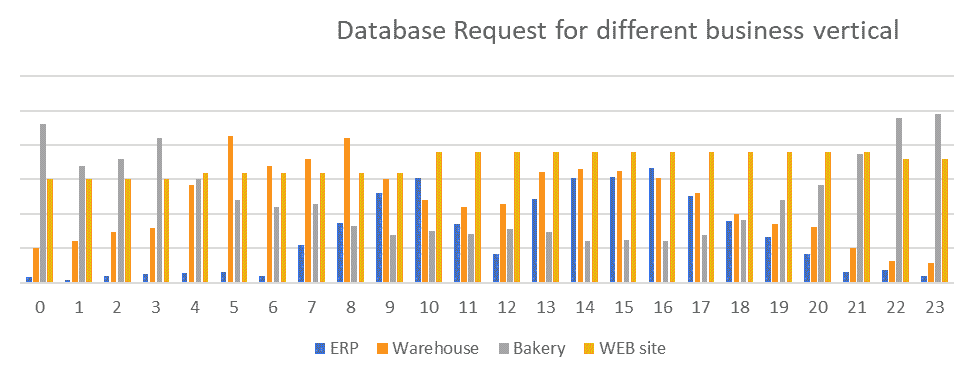 Database Request for different business vertical
0 1 2 3 4 5 6 7 8 9 10 11 12 13 14 15 16 17 18 19 20 21 22 23
ERP Warehouse Bakery WEB site